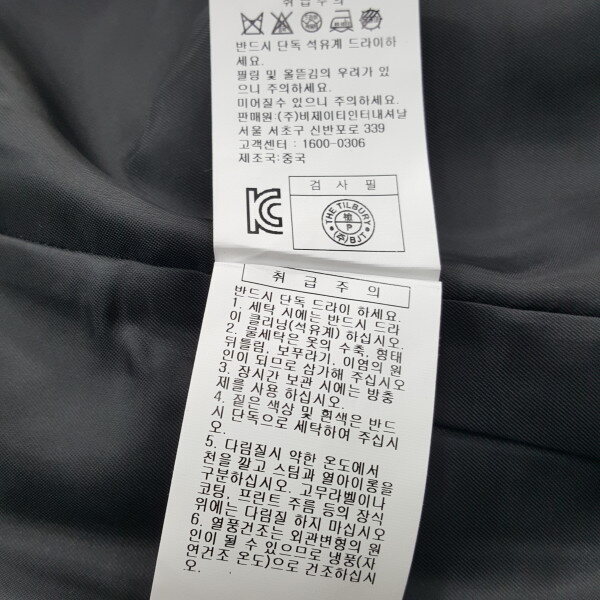 취급주의
반드시 단독 석유계 드라이하
세요.
필링 및 올뜯김의 우려가 있
으니 주의하세요.
미어질수 있으니 주의하세요.
판매원:(주)비제이티인터내셔날
서울 서초구 신반포로 339
고객센터 : 1600-0306
제조국:중국
검 사 필
THE TILBURY
檢
P
(주)BJT
취 급 주 의
반드시 단독 드라이 하세요.
1. 세탁 시에는 반드시 드라
이 클리닝(석유계) 하십시오.
2. 물세탁은 옷의 수축, 형태
뒤틀림, 보푸라기, 이염의 원
인이 되므로 삼가해 주십시오
3. 장시간 보관 시에는 방충
제를 사용 하십시오.
4. 짙은 색상 및 흰색은 반드
시 단독으로 세탁하여 주십시
오.
5. 다림질시 약한 온도에서
천을 깔고 스팀과 열아이롱을
구분하십시오. 고무라벨이나
코팅, 프린트 주름 등의 장식
위에는 다림질 하지 마십시오
6. 열풍건조는 외관변형의 원
인이 될 수 있으므로 냉풍(자
연건조 온도)으로 건조하십시
오.